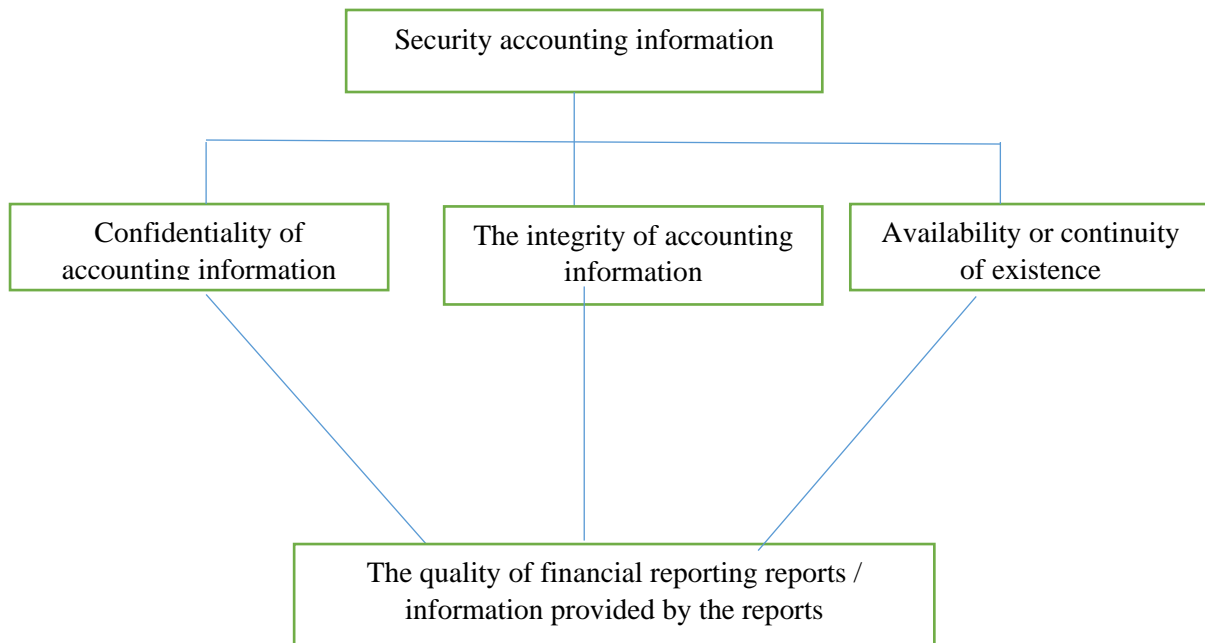 Security accounting information
Confidentiality of
accounting information
The integrity of accounting
information
Availability or continuity
of existence
The quality of financial reporting reports /
information provided by the reports